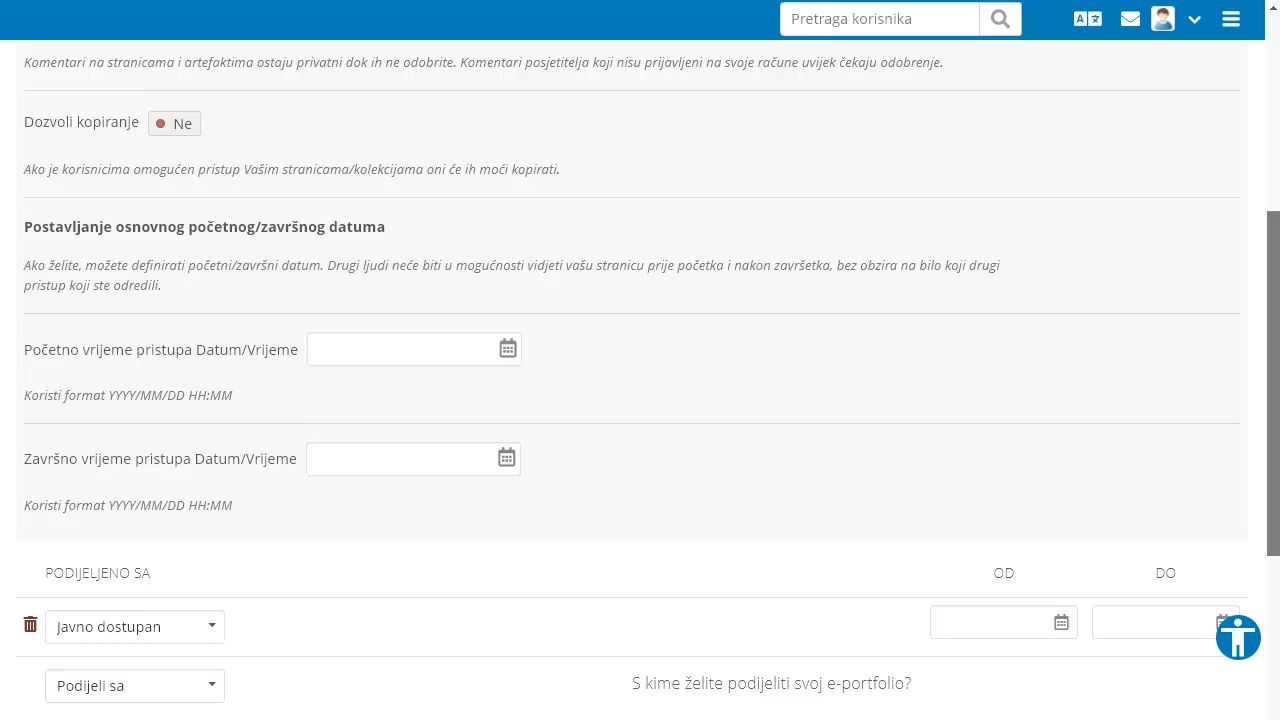 Pretraga korisnika
Komentari na stranicama i artefaktima ostaju privatni dok ih ne odobrite. Komentari posjetitelja koji nisu prijavljeni na svoje račune uvijek čekaju odobrenje.
Dozvoli kopiranje Ne
Ako je korisnicima omogućen pristup Vašim stranicama/kolekcijama oni će ih moći kopirati.
Postavljanje osnovnog početnog/završnog datuma
Ako želite, možete definirati početni/završni datum. Drugi ljudi neće biti u mogućnosti vidjeti vašu stranicu prije početka i nakon završetka, bez obzira na bilo koji drugi
pristup koji ste odredili.
Početno vrijeme pristupa Datum/Vrijeme
Koristi format YYYY/MM/DD HH:MM
Završno vrijeme pristupa Datum/Vrijeme
Koristi format YYYY/MM/DD HH:MM
PODIJELJENO SA OD DO
Javno dostupan
Podijeli sa S kime želite podijeliti svoj e-portfolio?